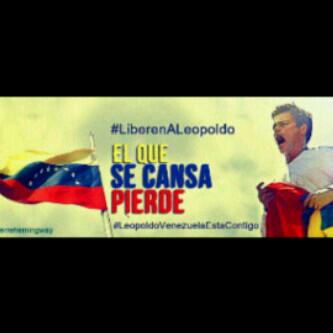 #LiberenALeopoldo
EL QUE
SE CANSA
PIERDE
#LeopoldoVenezuelaEstaContigo